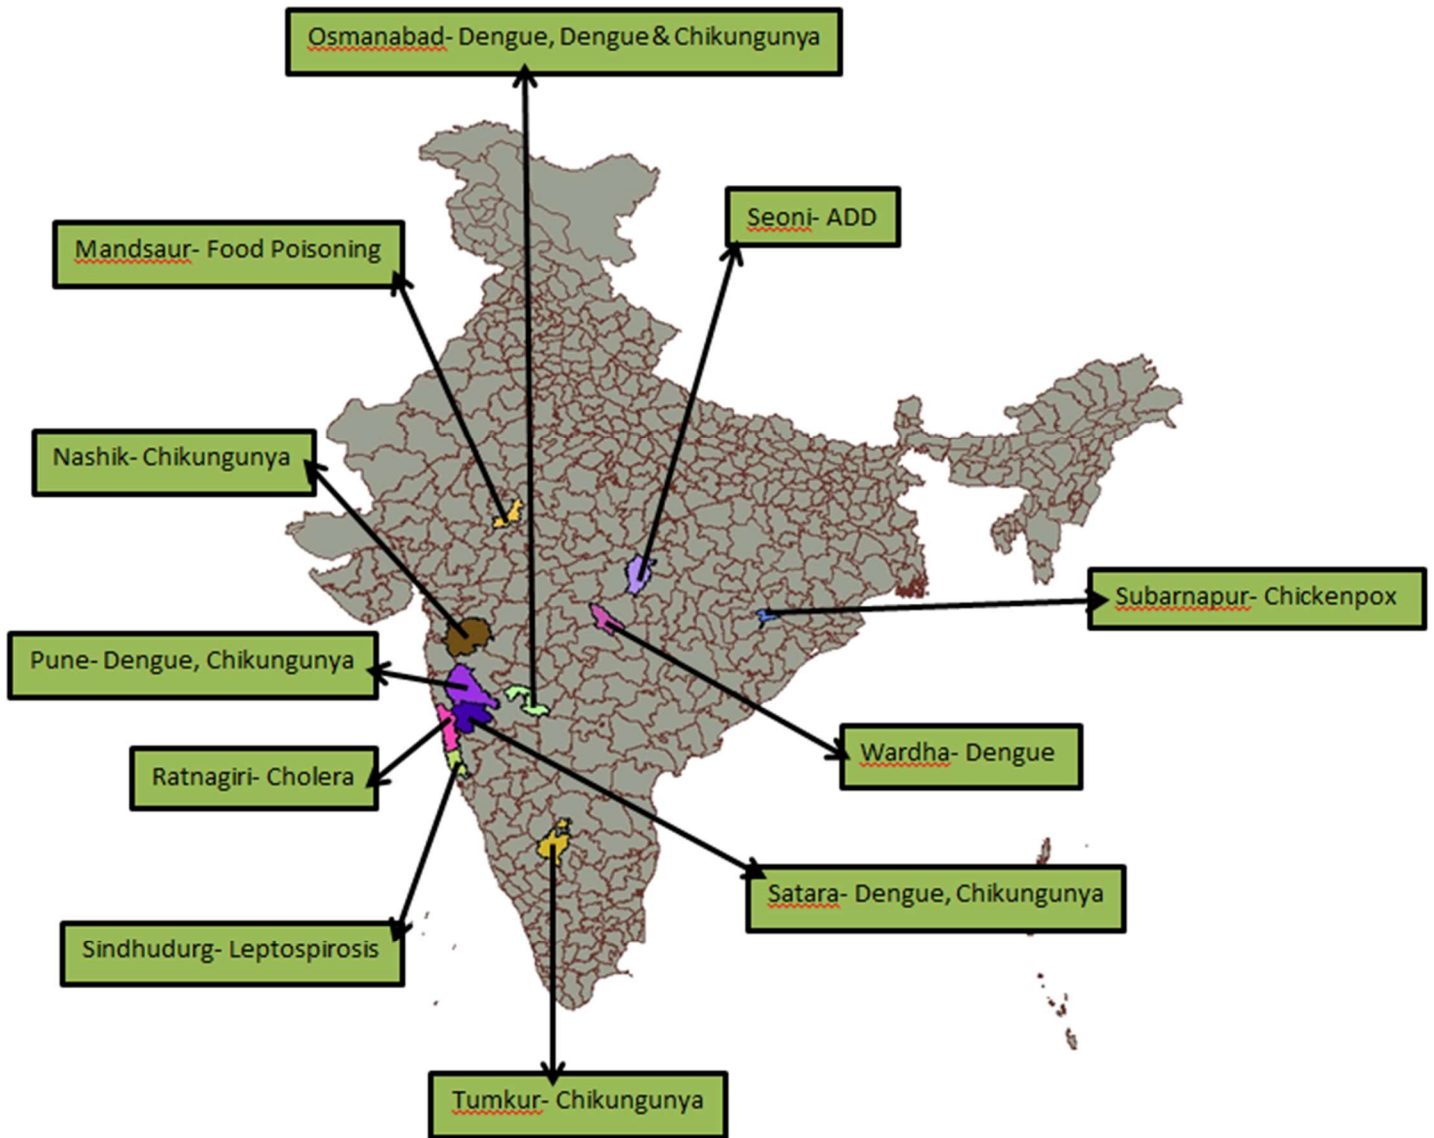 Osmanabad- Dengue, Dengue & Chikungunya
Seoni- ADD
Mandsaur- Food Poisoning
Nashik- Chikungunya
Subarnapur- Chickenpox
Pune- Dengue, Chikungunya
Wardha- Dengue
Ratnagiri- Cholera
Satara- Dengue, Chikungunya
Sindhudurg- Leptospirosis
Tumkur- Chikungunya